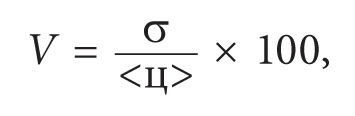 V = σ / <ц> × 100,